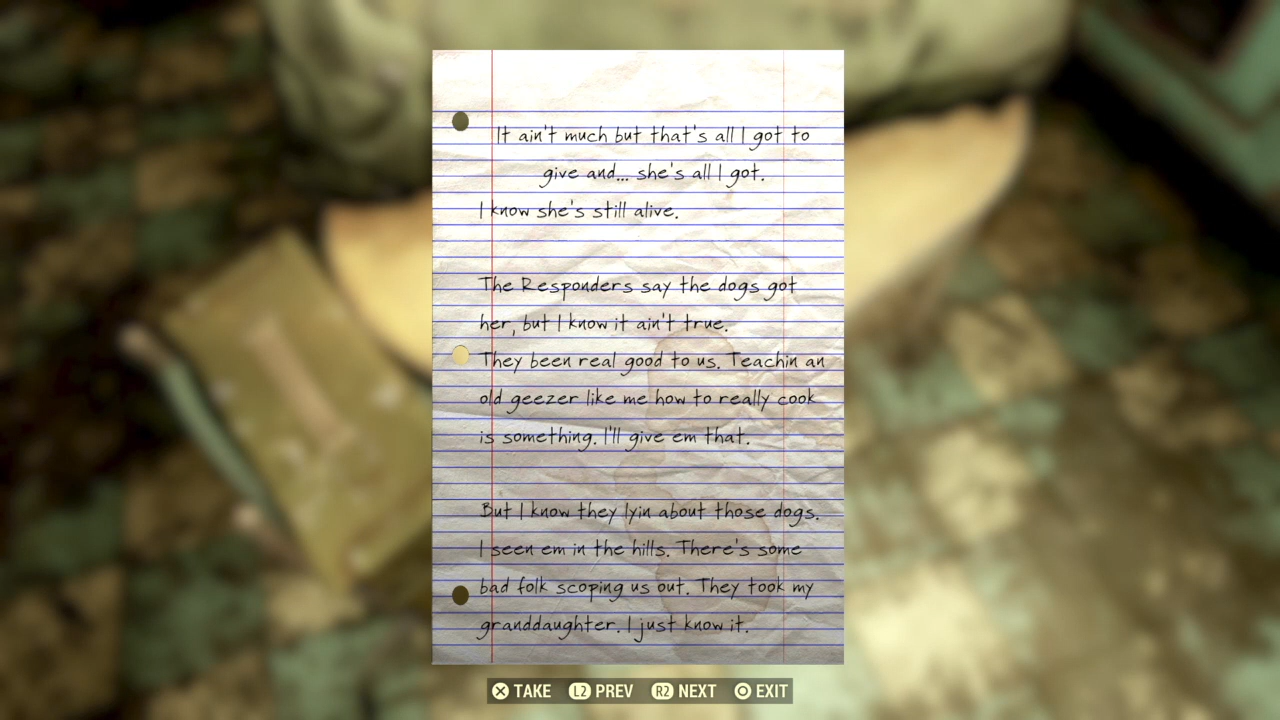 It ain't much but that's all I got to
give and... she's all I got.
I know she's still alive.
The Responders say the dogs got
her, but I know it ain't true.
They been real good to us. Teachin an
old geezer like me how to really cook
is something. I'll give em that.
But I know they lyin about those dogs.
I seen em in the hills. There's some
bad folk scoping us out. They took my
granddaughter. I just know it.
TAKE L2 PREV R2 NEXT EXIT